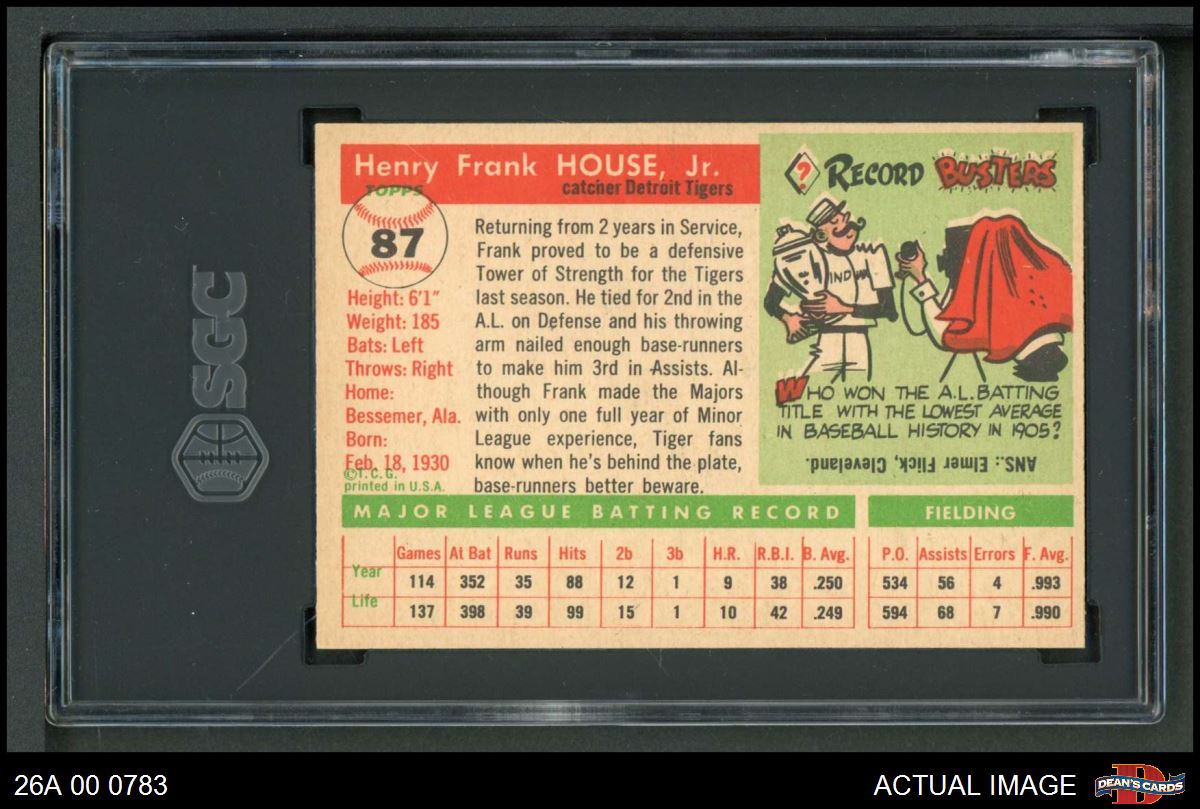 SGC
Henry Frank HOUSE, Jr.
catcher Detroit Tigers
TOPPS
87
Height: 6'1"
Weight: 185
Bats: Left
Throws: Right
Home:
Bessemer, Ala.
Born:
Feb. 18, 1930
©T.C.G.
printed in U.S.A.
Returning from 2 years in Service,
Frank proved to be a defensive
Tower of Strength for the Tigers
last season. He tied for 2nd in the
A.L. on Defense and his throwing
arm nailed enough base-runners
to make him 3rd in Assists. Al-
though Frank made the Majors
with only one full year of Minor
League experience, Tiger fans
know when he's behind the plate,
base-runners better beware.
? RECORD BUSTERS
INDIA
WHO WON THE A.L. BATTING
TITLE WITH THE LOWEST AVERAGE
IN BASEBALL HISTORY IN 1905?
ANS.: Elmer Flick, Cleveland.
MAJOR LEAGUE BATTING RECORD FIELDING
Games At Bat Runs Hits 2b 3b H.R. R.B.I. B. Avg. P.O. Assists Errors F. Avg.
Year 114 352 35 88 12 1 9 38 .250 534 56 4 .993
Life 137 398 39 99 15 1 10 42 .249 594 68 7 .990
26A 00 0783
ACTUAL IMAGE
D
DEAN'S CARDS